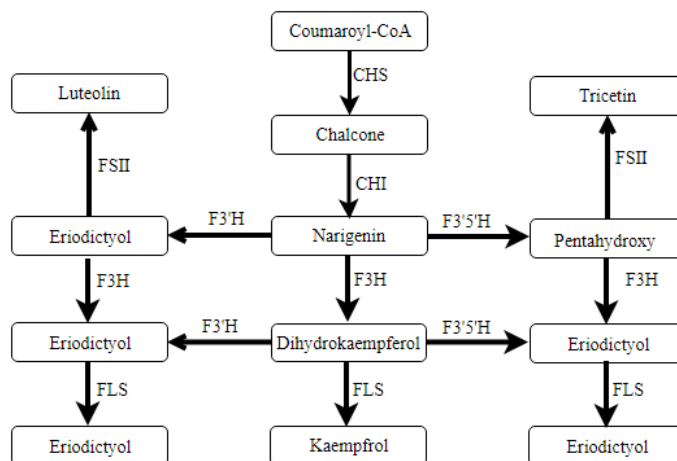 Coumaroyl-CoA
CHS
Luteolin
Tricetin
Chalcone
FSII
FSII
CHI
F3'H
F3'5'H
Eriodictyol
Narigenin
Pentahydroxy
F3H
F3H
F3H
F3'H
F3'5'H
Eriodictyol
Dihydrokaempferol
Eriodictyol
FLS
FLS
FLS
Eriodictyol
Kaempfrol
Eriodictyol